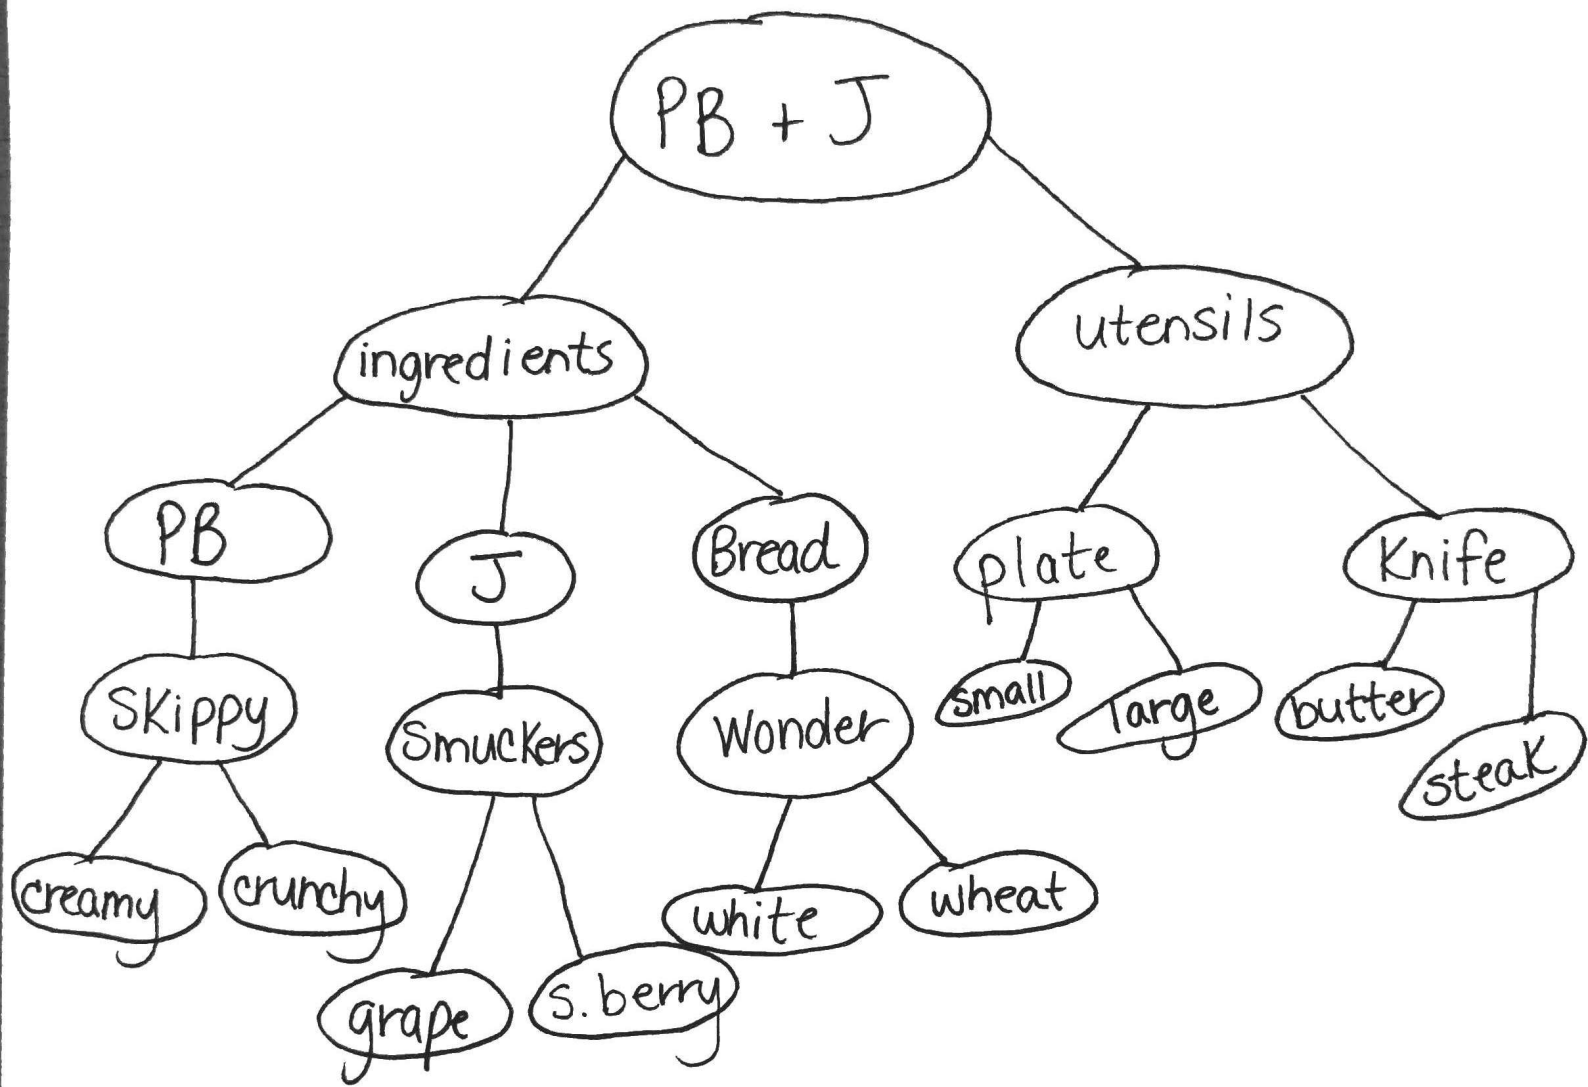 PB + J
ingredients
utensils
PB
J
Bread
plate
Knife
Skippy
Smuckers
Wonder
small
large
butter
steak
creamy
crunchy
grape
s.berry
white
wheat